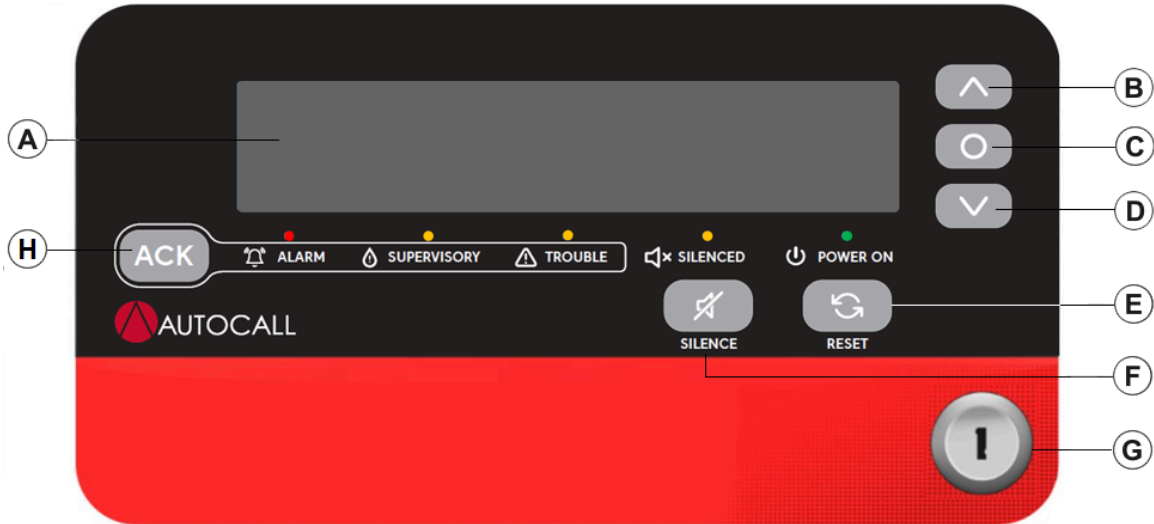 B
A
C
D
H
ACK
ALARM
SUPERVISORY
TROUBLE
SILENCED
POWER ON
E
AUTOCALL
SILENCE
RESET
F
G